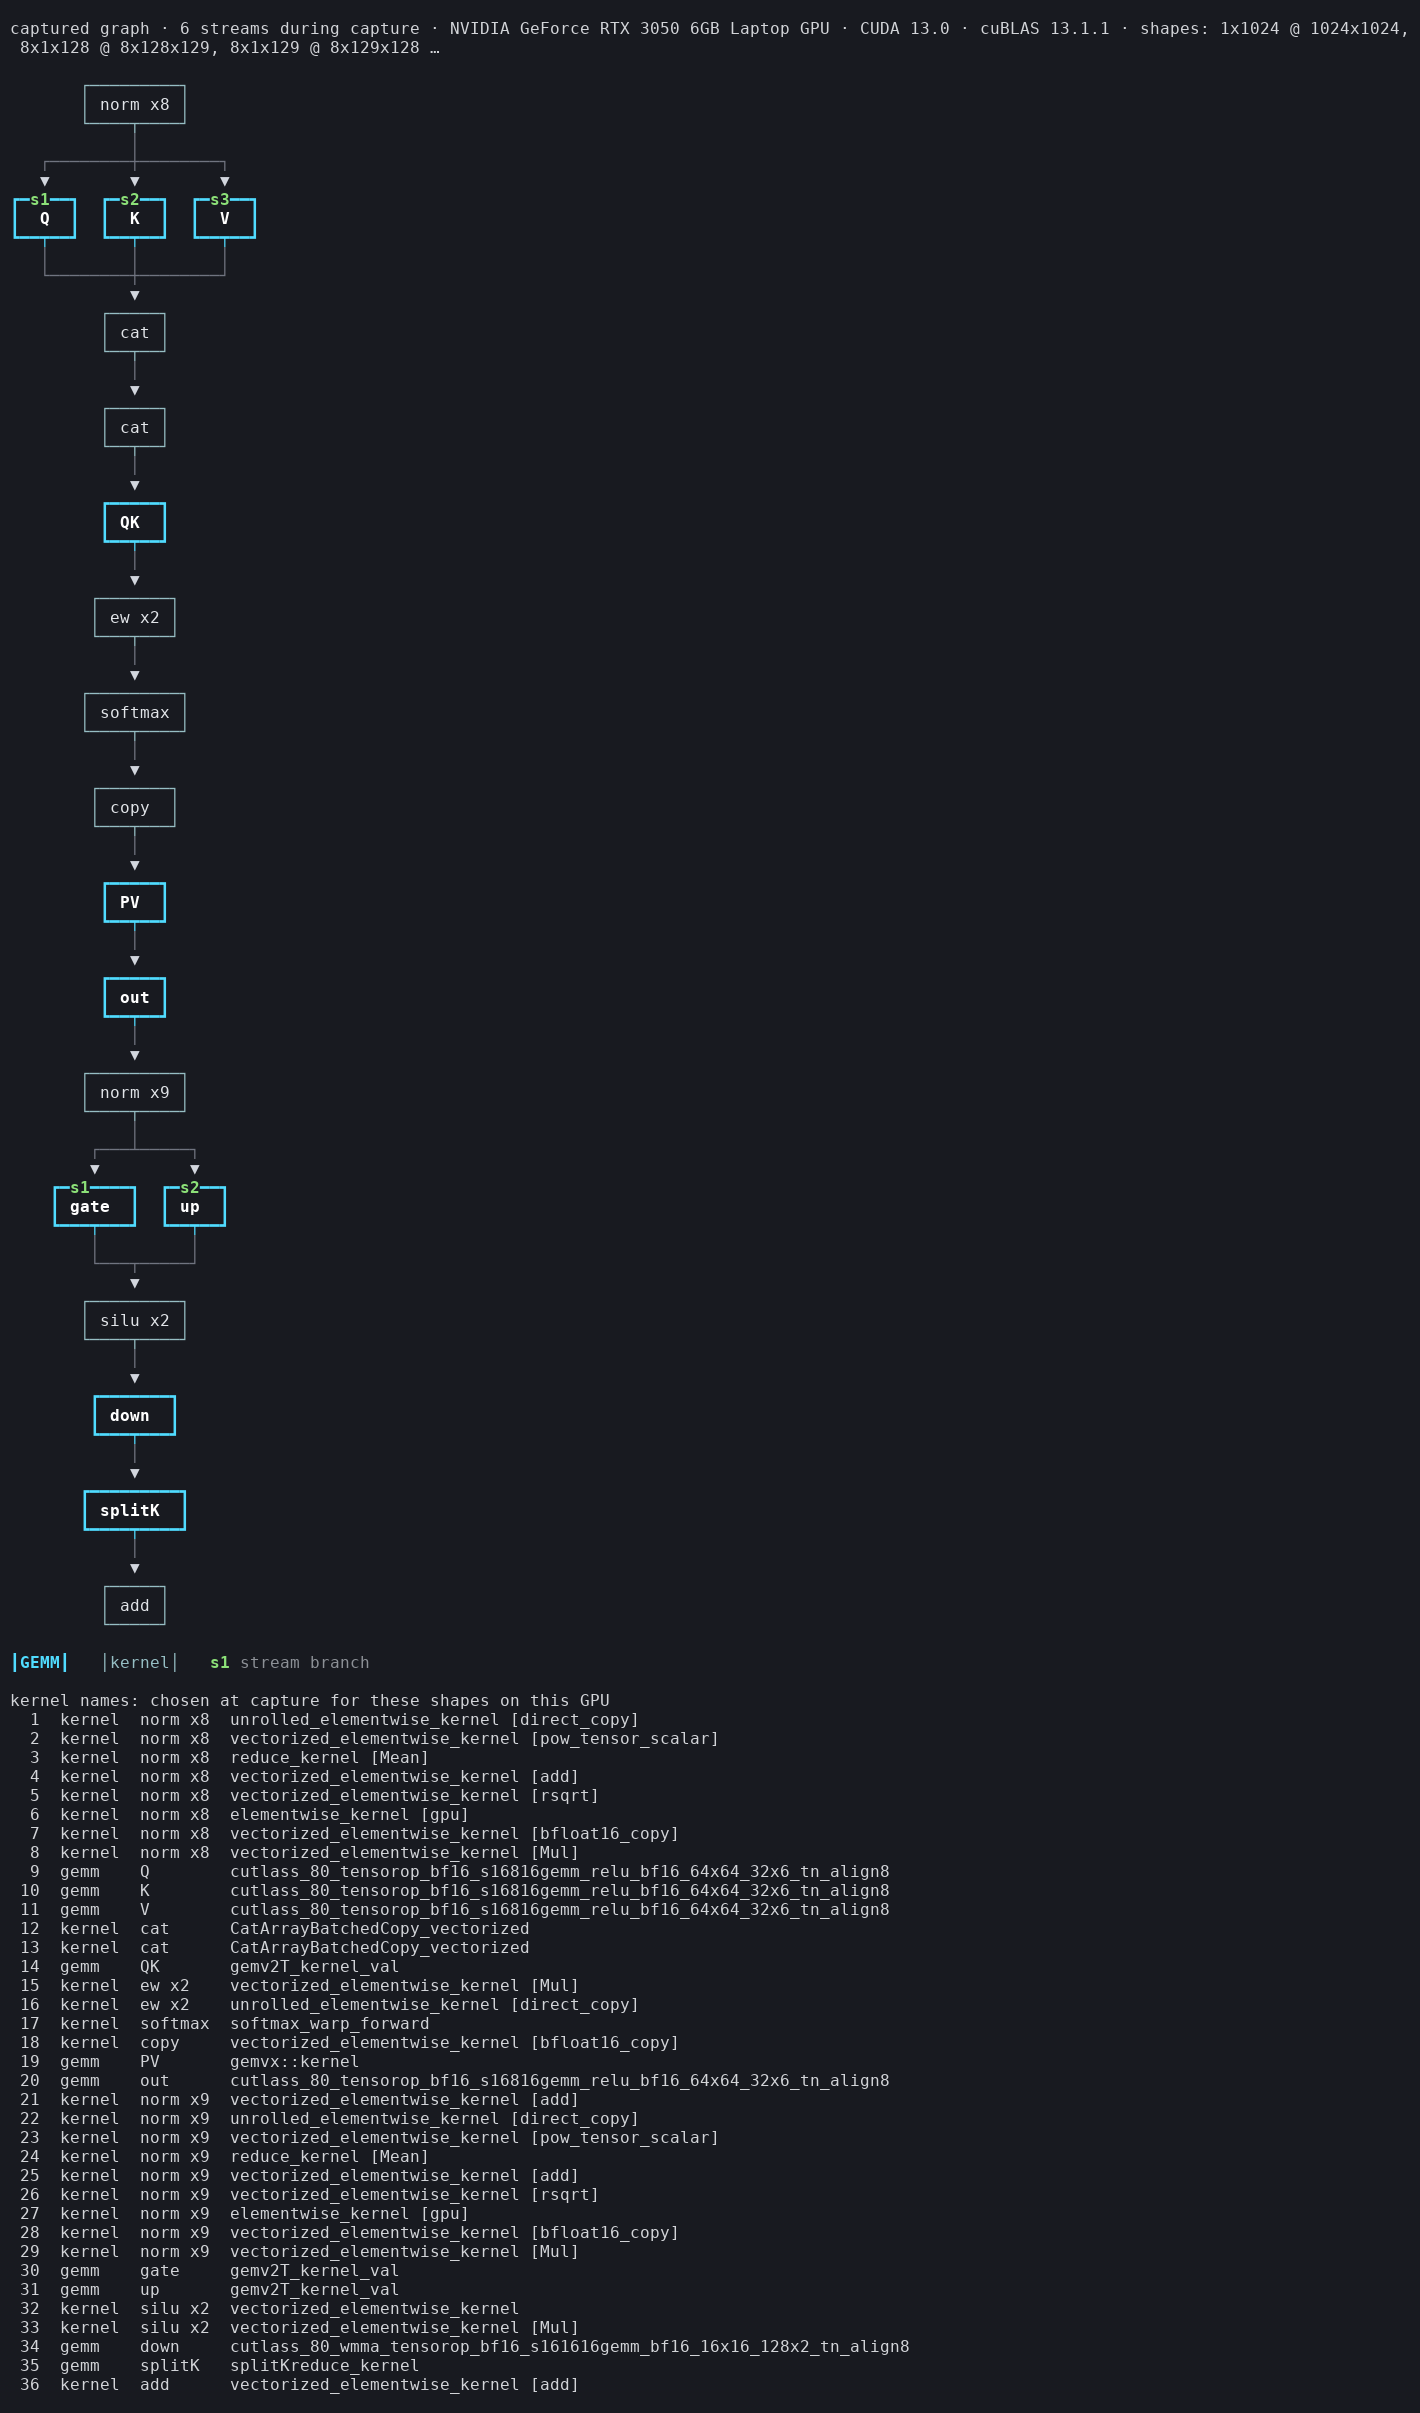 captured graph · 6 streams during capture · NVIDIA GeForce RTX 3050 6GB Laptop GPU · CUDA 13.0 · cuBLAS 13.1.1 · shapes: 1x1024 @ 1024x1024,
8x1x128 @ 8x128x129, 8x1x129 @ 8x129x128 …
norm x8
s1 s2 s3
Q K V
cat
cat
QK
ew x2
softmax
copy
PV
out
norm x9
s1 s2
gate up
silu x2
down
splitK
add
GEMM kernel s1 stream branch
kernel names: chosen at capture for these shapes on this GPU
1 kernel norm x8 unrolled_elementwise_kernel [direct_copy]
2 kernel norm x8 vectorized_elementwise_kernel [pow_tensor_scalar]
3 kernel norm x8 reduce_kernel [Mean]
4 kernel norm x8 vectorized_elementwise_kernel [add]
5 kernel norm x8 vectorized_elementwise_kernel [rsqrt]
6 kernel norm x8 elementwise_kernel [gpu]
7 kernel norm x8 vectorized_elementwise_kernel [bfloat16_copy]
8 kernel norm x8 vectorized_elementwise_kernel [Mul]
9 gemm Q cutlass_80_tensorop_bf16_s16816gemm_relu_bf16_64x64_32x6_tn_align8
10 gemm K cutlass_80_tensorop_bf16_s16816gemm_relu_bf16_64x64_32x6_tn_align8
11 gemm V cutlass_80_tensorop_bf16_s16816gemm_relu_bf16_64x64_32x6_tn_align8
12 kernel cat CatArrayBatchedCopy_vectorized
13 kernel cat CatArrayBatchedCopy_vectorized
14 gemm QK gemv2T_kernel_val
15 kernel ew x2 vectorized_elementwise_kernel [Mul]
16 kernel ew x2 unrolled_elementwise_kernel [direct_copy]
17 kernel softmax softmax_warp_forward
18 kernel copy vectorized_elementwise_kernel [bfloat16_copy]
19 gemm PV gemvx::kernel
20 gemm out cutlass_80_tensorop_bf16_s16816gemm_relu_bf16_64x64_32x6_tn_align8
21 kernel norm x9 vectorized_elementwise_kernel [add]
22 kernel norm x9 unrolled_elementwise_kernel [direct_copy]
23 kernel norm x9 vectorized_elementwise_kernel [pow_tensor_scalar]
24 kernel norm x9 reduce_kernel [Mean]
25 kernel norm x9 vectorized_elementwise_kernel [add]
26 kernel norm x9 vectorized_elementwise_kernel [rsqrt]
27 kernel norm x9 elementwise_kernel [gpu]
28 kernel norm x9 vectorized_elementwise_kernel [bfloat16_copy]
29 kernel norm x9 vectorized_elementwise_kernel [Mul]
30 gemm gate gemv2T_kernel_val
31 gemm up gemv2T_kernel_val
32 kernel silu x2 vectorized_elementwise_kernel
33 kernel silu x2 vectorized_elementwise_kernel [Mul]
34 gemm down cutlass_80_wmma_tensorop_bf16_s161616gemm_bf16_16x16_128x2_tn_align8
35 gemm splitK splitKreduce_kernel
36 kernel add vectorized_elementwise_kernel [add]